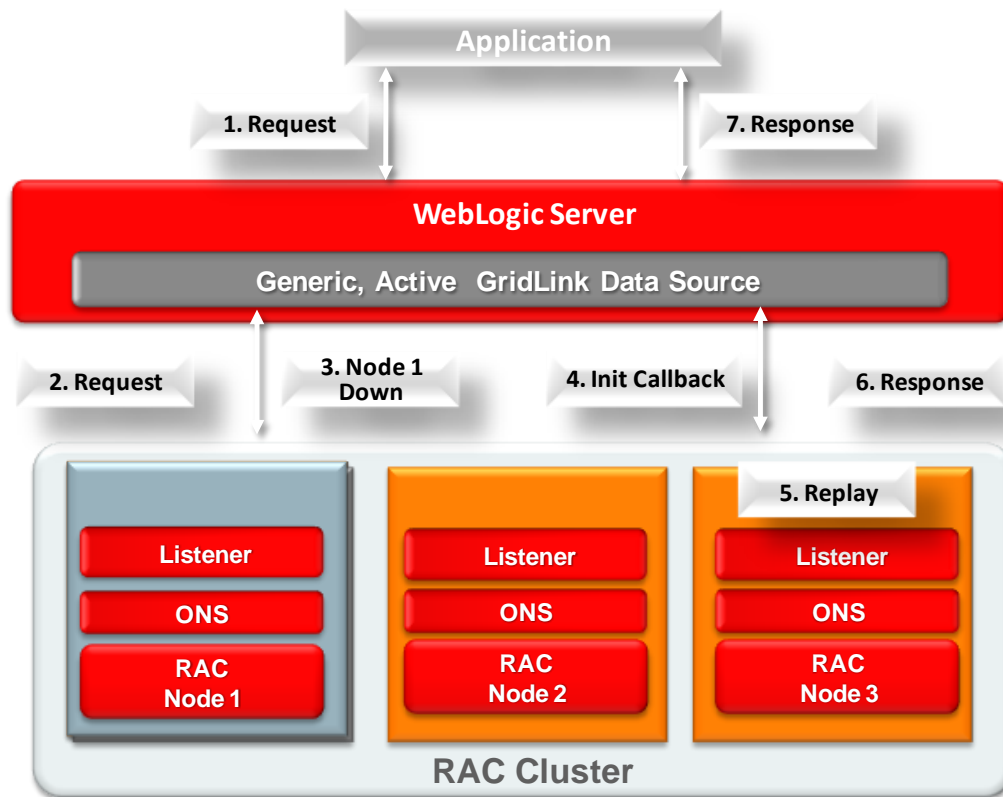 Application
1. Request
7. Response
WebLogic Server
Generic, Active GridLink Data Source
2. Request
3. Node 1
Down
4. Init Callback
6. Response
5. Replay
Listener
ONS
RAC
Node 1
Listener
ONS
RAC
Node 2
Listener
ONS
RAC
Node 3
RAC Cluster